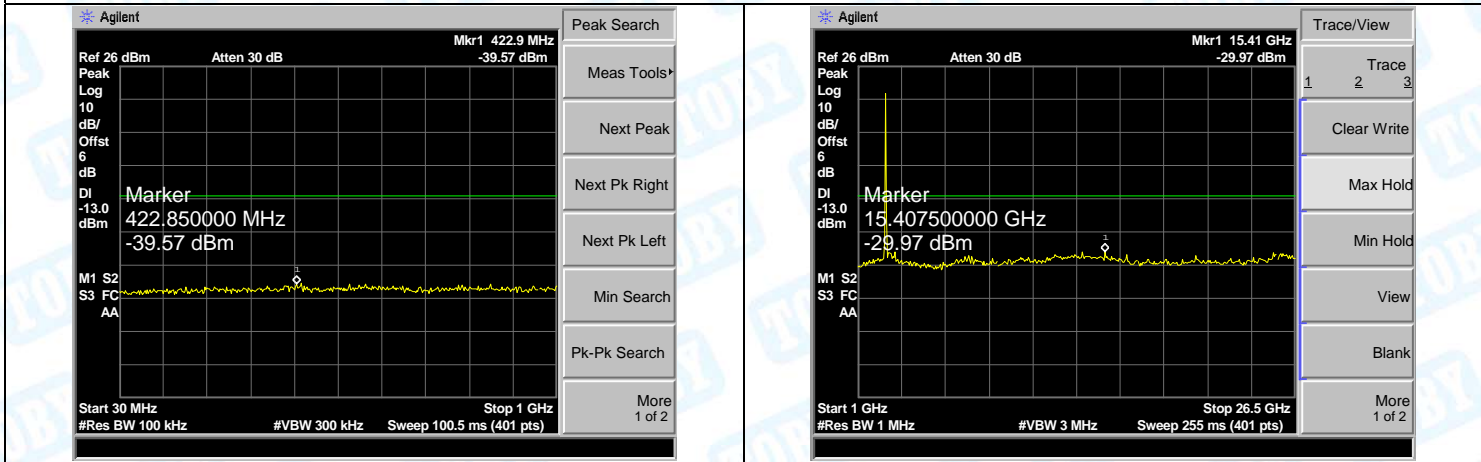 Agilent
Peak Search
Mkr1 422.9 MHz
Ref 26 dBm Atten 30 dB -39.57 dBm
Peak
Log
10
dB/
Offst
6
dB
DI
-13.0
dBm
Marker
422.850000 MHz
-39.57 dBm
1
M1 S2
S3 FC
AA
Start 30 MHz Stop 1 GHz
#Res BW 100 kHz #VBW 300 kHz Sweep 100.5 ms (401 pts)
Meas Tools
Next Peak
Next Pk Right
Next Pk Left
Min Search
Pk-Pk Search
More
1 of 2
Agilent
Trace/View
Mkr1 15.41 GHz
Ref 26 dBm Atten 30 dB -29.97 dBm
Peak
Log
10
dB/
Offst
6
dB
DI
-13.0
dBm
Marker
15.407500000 GHz
-29.97 dBm
1
M1 S2
S3 FC
AA
Start 1 GHz Stop 26.5 GHz
#Res BW 1 MHz #VBW 3 MHz Sweep 255 ms (401 pts)
Trace
1 2 3
Clear Write
Max Hold
Min Hold
View
Blank
More
1 of 2
TOBY